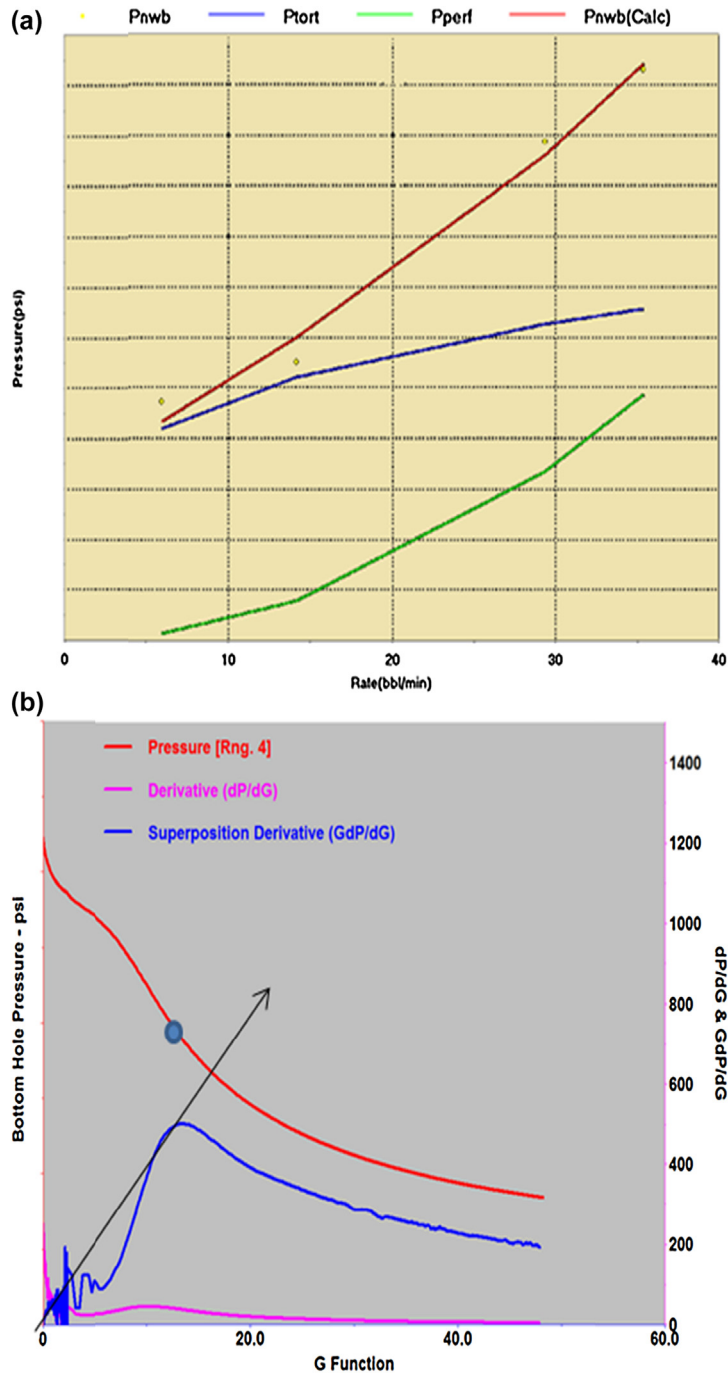 (a)
Pnwb Ptort Pperf Pnwb(Calc)
Pressure(psi)
0 10 20 30 40
Rate(bbl/min)
(b)
Pressure [Rng. 4]
Derivative (dP/dG)
Superposition Derivative (GdP/dG)
Bottom Hole Pressure - psi
1400
1200
1000
800
600
400
200
0
dP/dG & GdP/dG
0 20.0 40.0 60.0
G Function